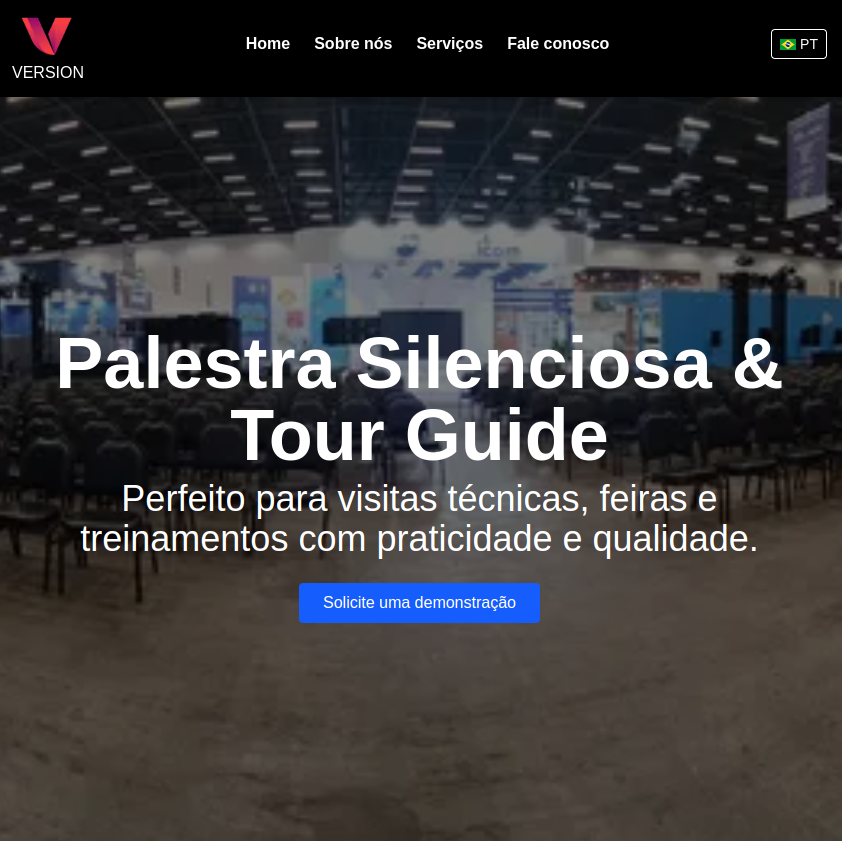 VERSION
Home
Sobre nós
Serviços
Fale conosco
PT
Palestra Silenciosa &
Tour Guide
Perfeito para visitas técnicas, feiras e
treinamentos com praticidade e qualidade.
Solicite uma demonstração